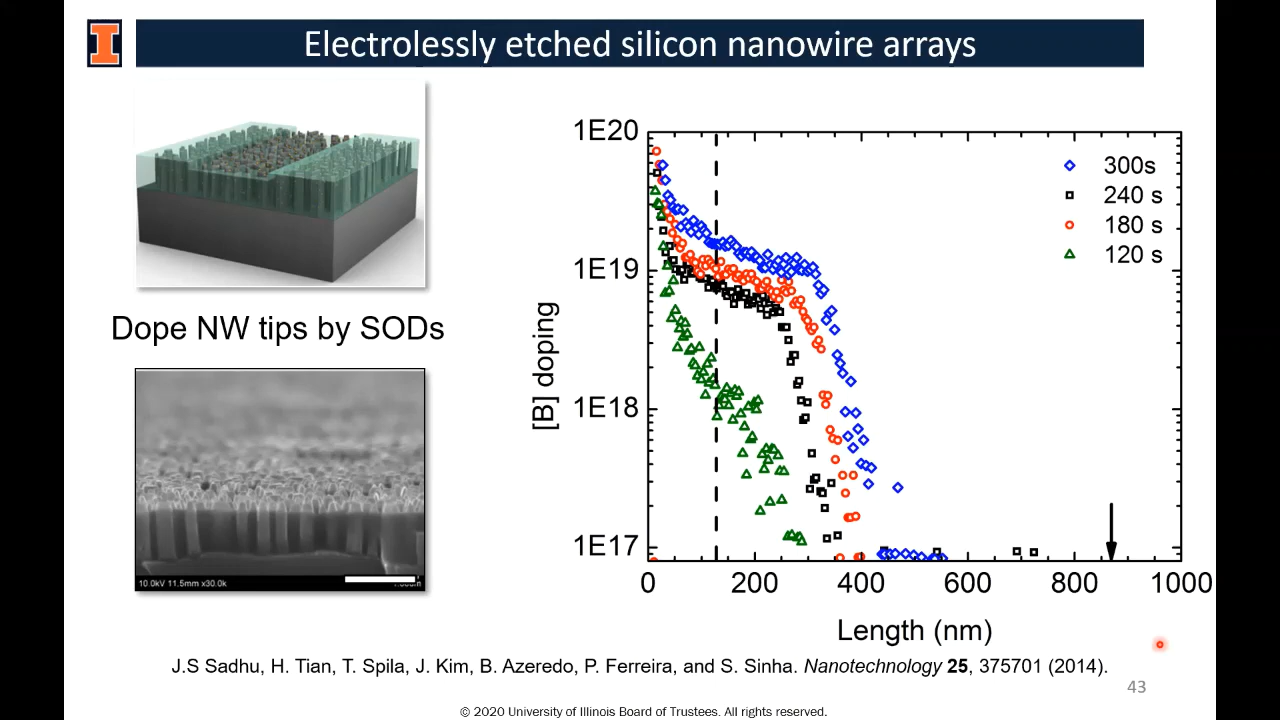 I
Electrolessly etched silicon nanowire arrays
Dope NW tips by SODs
10.0kV 11.5mm x30.0k
[B] doping
1E20
1E19
1E18
1E17
300s
240 s
180 s
120 s
0 200 400 600 800 1000
Length (nm)
J.S Sadhu, H. Tian, T. Spila, J. Kim, B. Azeredo, P. Ferreira, and S. Sinha. Nanotechnology 25, 375701 (2014).
43
© 2020 University of Illinois Board of Trustees. All rights reserved.